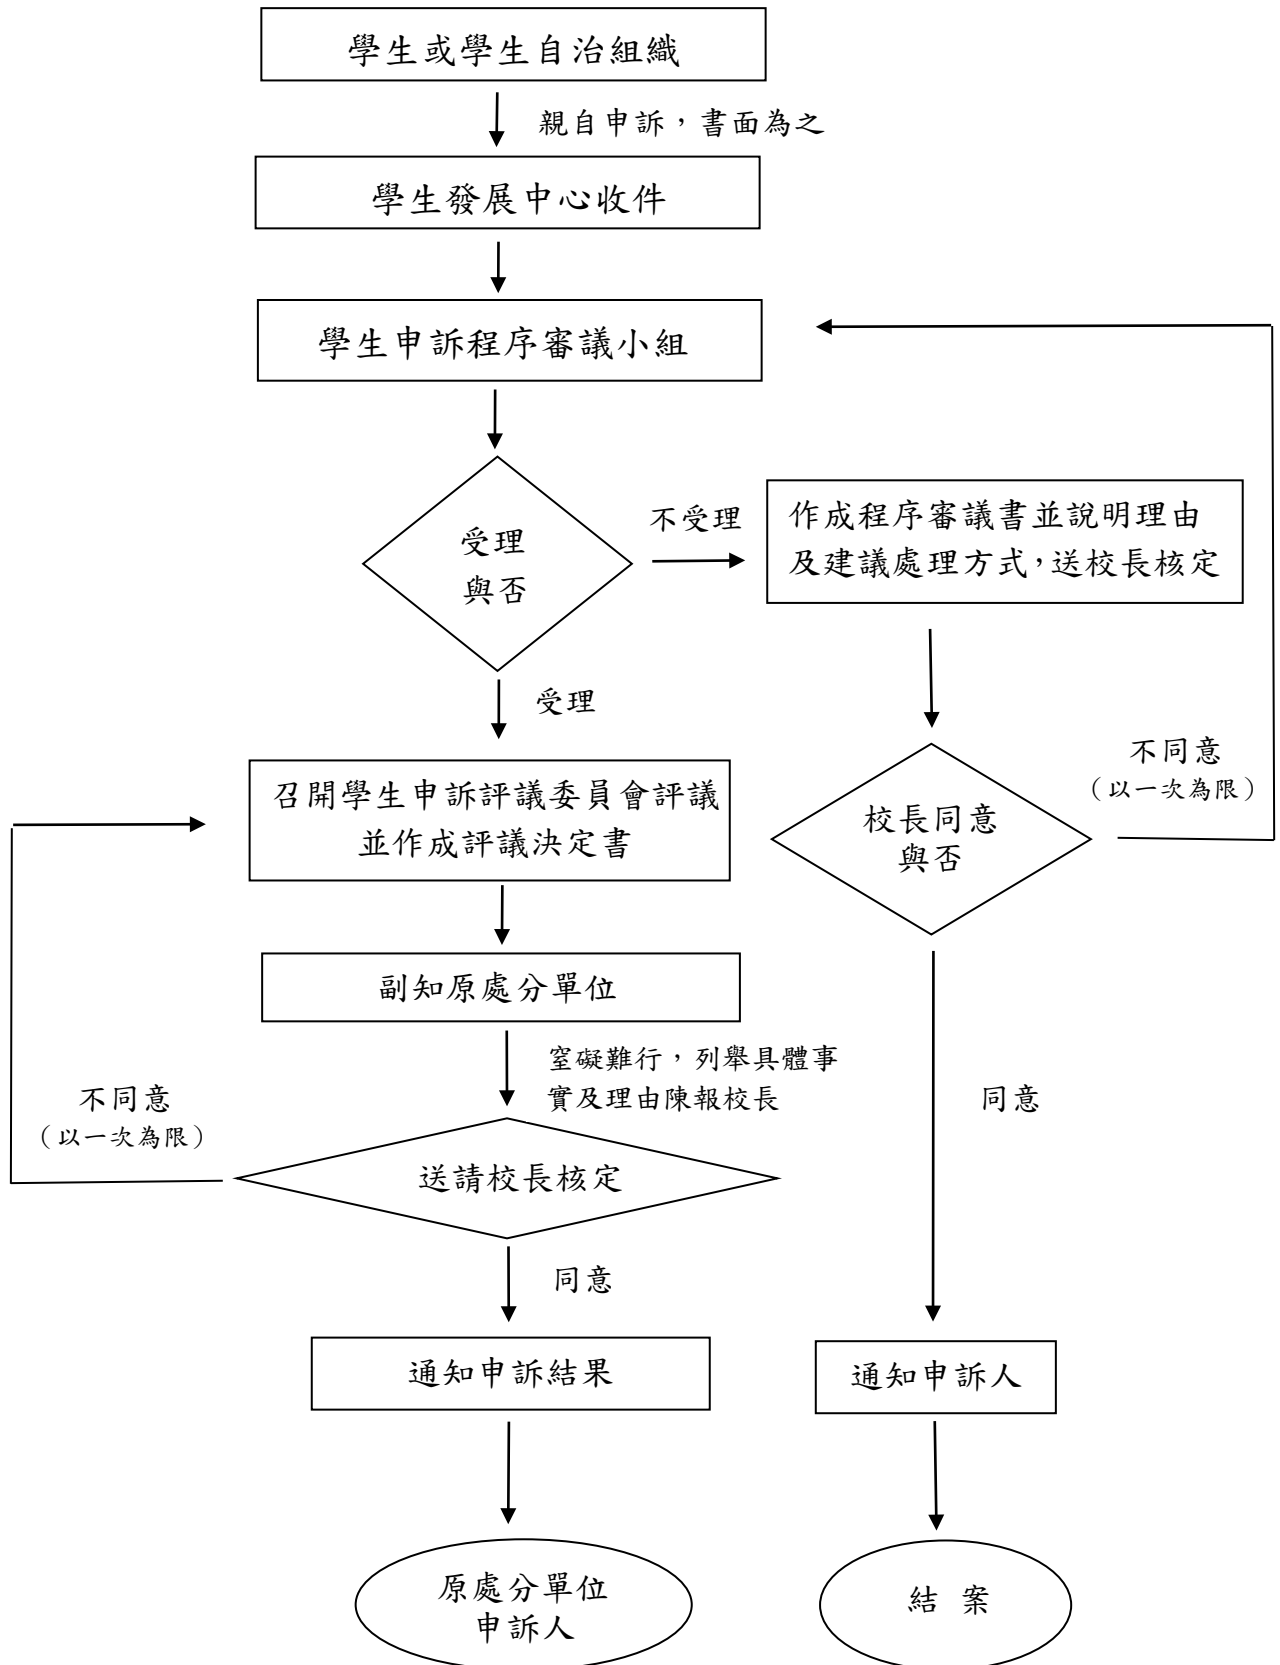 學生或學生自治組織
親自申訴，書面為之
學生發展中心收件
學生申訴程序審議小組
受理
與否
不受理
作成程序審議書並說明理由
及建議處理方式，送校長核定
受理
召開學生申訴評議委員會評議
並作成評議決定書
校長同意
與否
不同意
（以一次為限）
副知原處分單位
窒礙難行，列舉具體事
實及理由陳報校長
不同意
（以一次為限）
同意
送請校長核定
同意
通知申訴結果
通知申訴人
原處分單位
申訴人
結 案